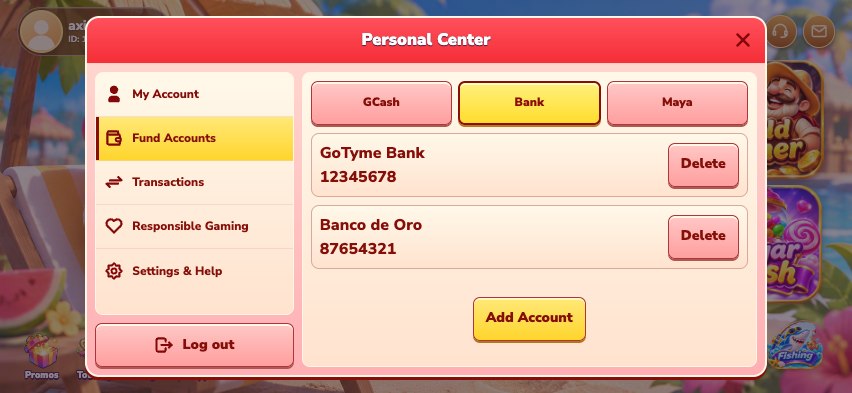 Personal Center
My Account
Fund Accounts
Transactions
Responsible Gaming
Settings & Help
Log out
GCash
Bank
Maya
GoTyme Bank
12345678
Delete
Banco de Oro
87654321
Delete
Add Account
Promos
Fishing